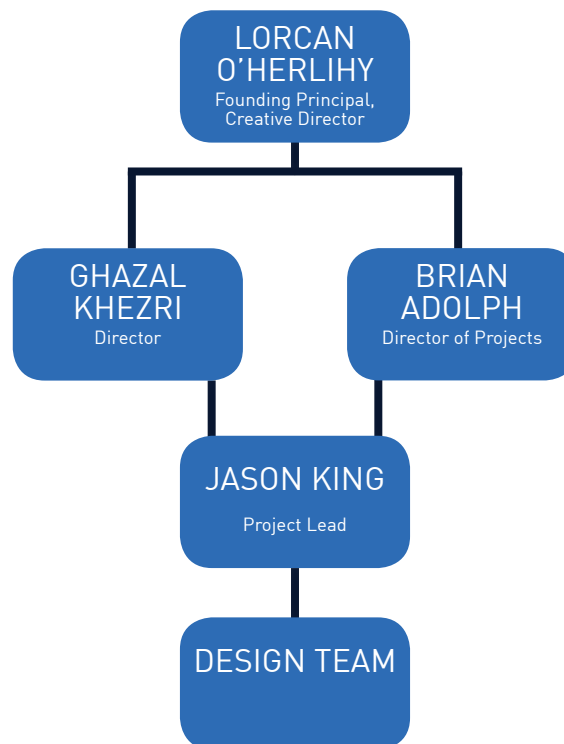 LORCAN
O’HERLIHY
Founding Principal,
Creative Director
GHAZAL
KHEZRI
Director
BRIAN
ADOLPH
Director of Projects
JASON KING
Project Lead
DESIGN TEAM